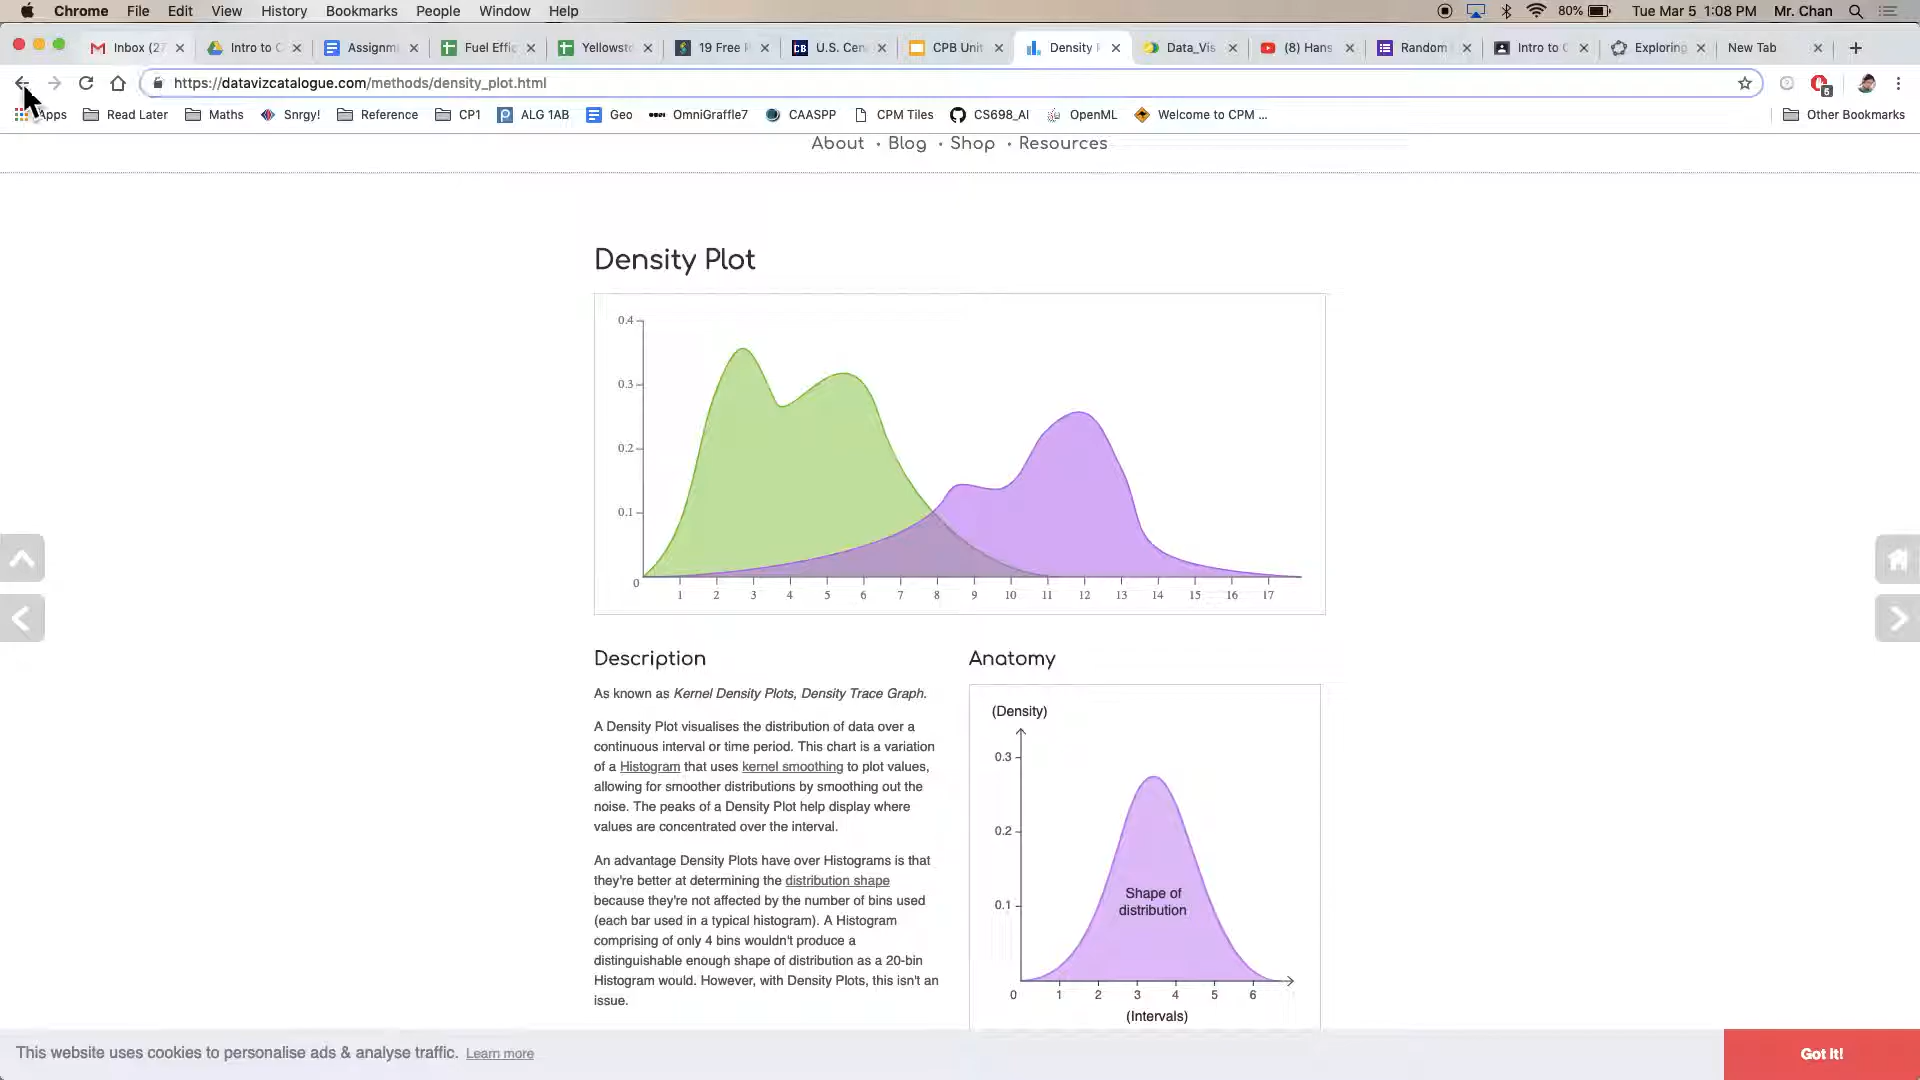 Chrome File Edit View History Bookmarks People Window Help 80% Tue Mar 5 1:08 PM Mr. Chan
Inbox (27 Intro to C Assignm Fuel Effic Yellowsto 19 Free P U.S. Cen CPB Unit Density P Data_Vis (8) Hans Random Intro to C Exploring New Tab
https://datavizcatalogue.com/methods/density_plot.html 6
Apps Read Later Maths Snrgy! Reference CP1 ALG 1AB Geo OmniGraffle7 CAASPP CPM Tiles CS698_AI OpenML Welcome to CPM ... Other Bookmarks
About • Blog • Shop • Resources
Density Plot
0.4
0.3
0.2
0.1
0
1 2 3 4 5 6 7 8 9 10 11 12 13 14 15 16 17
Description
As known as Kernel Density Plots, Density Trace Graph.
A Density Plot visualises the distribution of data over a
continuous interval or time period. This chart is a variation
of a Histogram that uses kernel smoothing to plot values,
allowing for smoother distributions by smoothing out the
noise. The peaks of a Density Plot help display where
values are concentrated over the interval.
An advantage Density Plots have over Histograms is that
they're better at determining the distribution shape
because they're not affected by the number of bins used
(each bar used in a typical histogram). A Histogram
comprising of only 4 bins wouldn't produce a
distinguishable enough shape of distribution as a 20-bin
Histogram would. However, with Density Plots, this isn't an
issue.
Anatomy
(Density)
0.3
0.2
0.1
Shape of
distribution
0 1 2 3 4 5 6
(Intervals)
This website uses cookies to personalise ads & analyse traffic. Learn more
Got it!